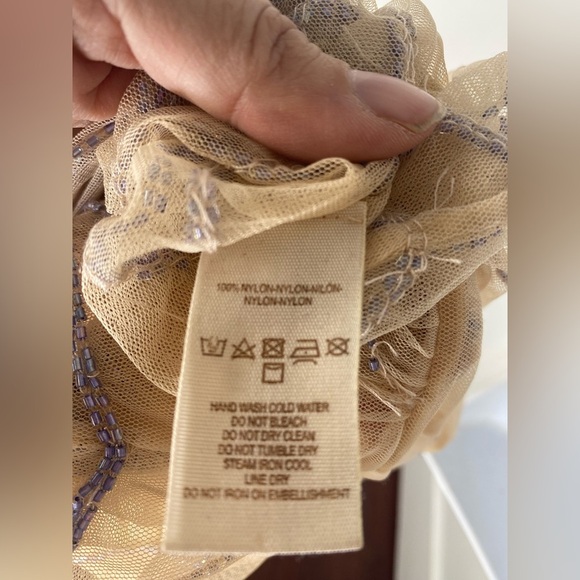 100% NYLON-NYLON-NILÓN-
NYLON-NYLON
HAND WASH COLD WATER
DO NOT BLEACH
DO NOT DRY CLEAN
DO NOT TUMBLE DRY
STEAM IRON COOL
LINE DRY
DO NOT IRON ON EMBELLISHMENT